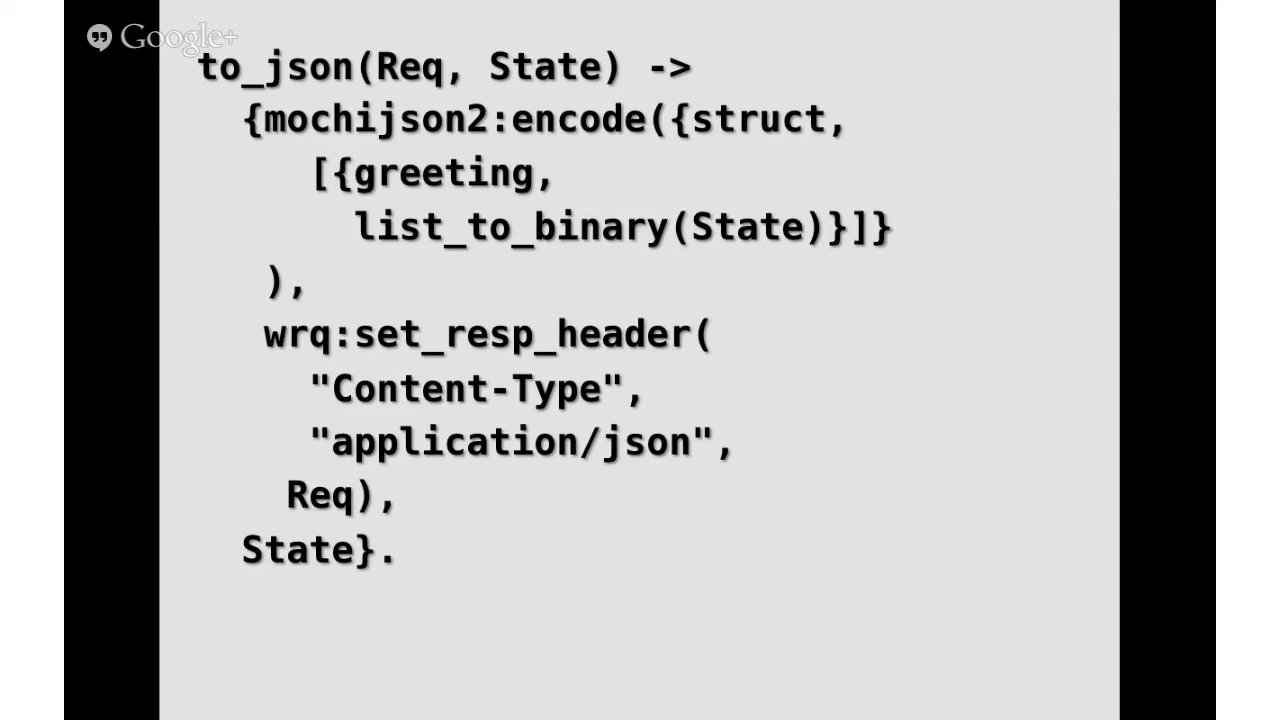 Google+
to_json(Req, State) ->
  {mochijson2:encode({struct,
     [{greeting,
       list_to_binary(State)}]}
   ),
   wrq:set_resp_header(
     "Content-Type",
     "application/json",
    Req),
  State}.